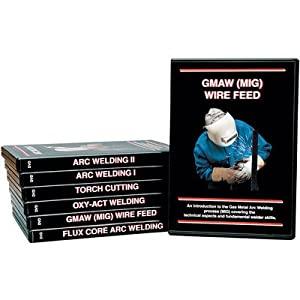 GMAW (MIG)
WIRE FEED
An introduction to the Gas Metal Arc Welding
process (MIG) covering the
technical aspects and fundamental welder skills.
ARC WELDING II
ARC WELDING I
TORCH CUTTING
OXY-ACT WELDING
GMAW (MIG) WIRE FEED
FLUX CORE ARC WELDING